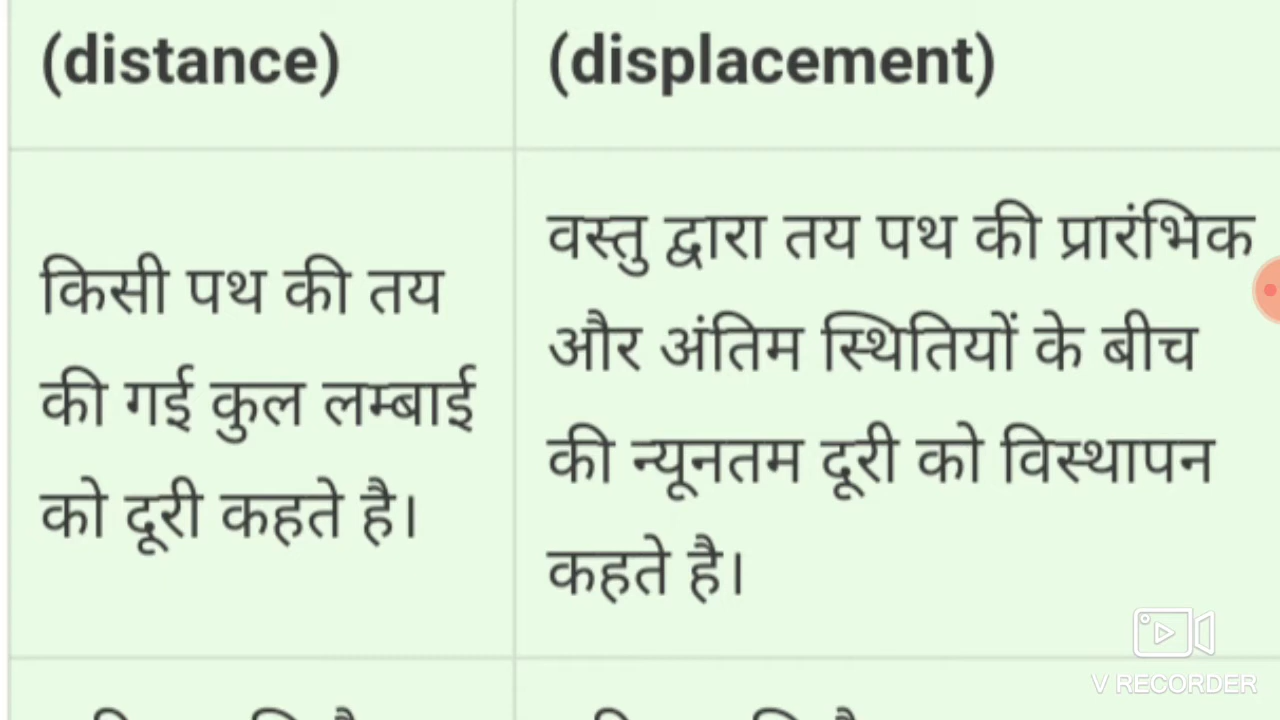 (distance)
(displacement)
किसी पथ की तय
की गई कुल लम्बाई
को दूरी कहते है।
वस्तु द्वारा तय पथ की प्रारंभिक
और अंतिम स्थितियों के बीच
की न्यूनतम दूरी को विस्थापन
कहते है।
V RECORDER